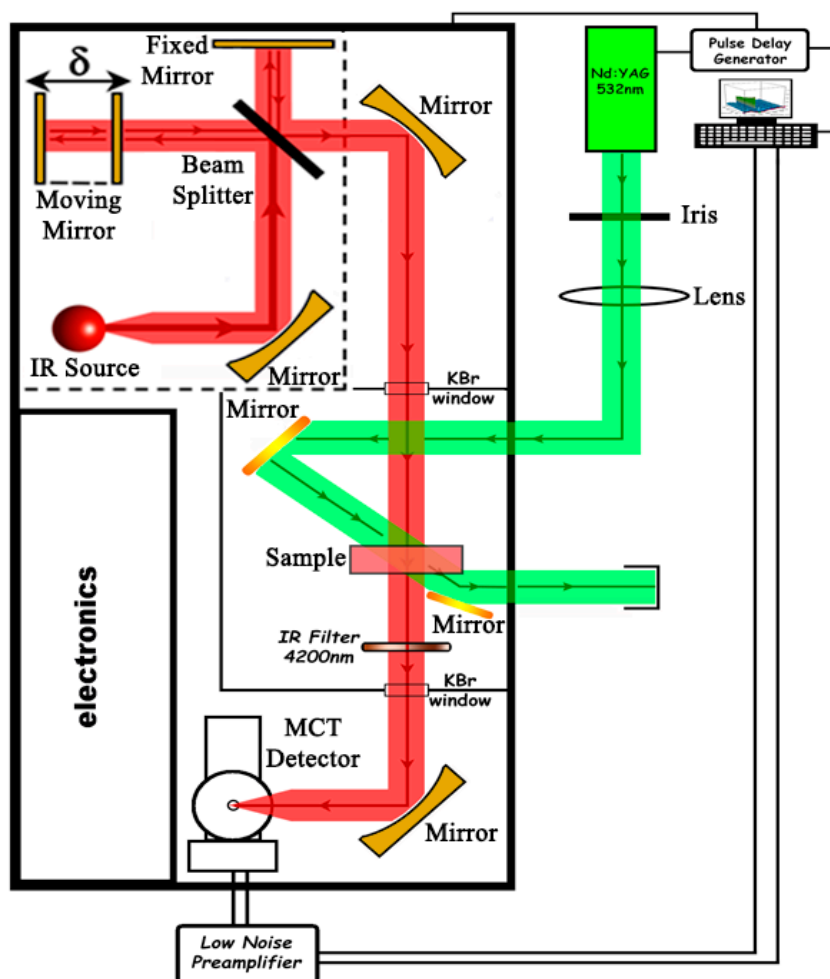 Fixed
Mirror
δ
Mirror
Nd:YAG
532nm
Pulse Delay
Generator
Beam
Splitter
Moving
Mirror
Iris
Lens
IR Source
Mirror
KBr
window
Mirror
Sample
Mirror
IR Filter
4200nm
KBr
window
electronics
MCT
Detector
Mirror
Low Noise
Preamplifier